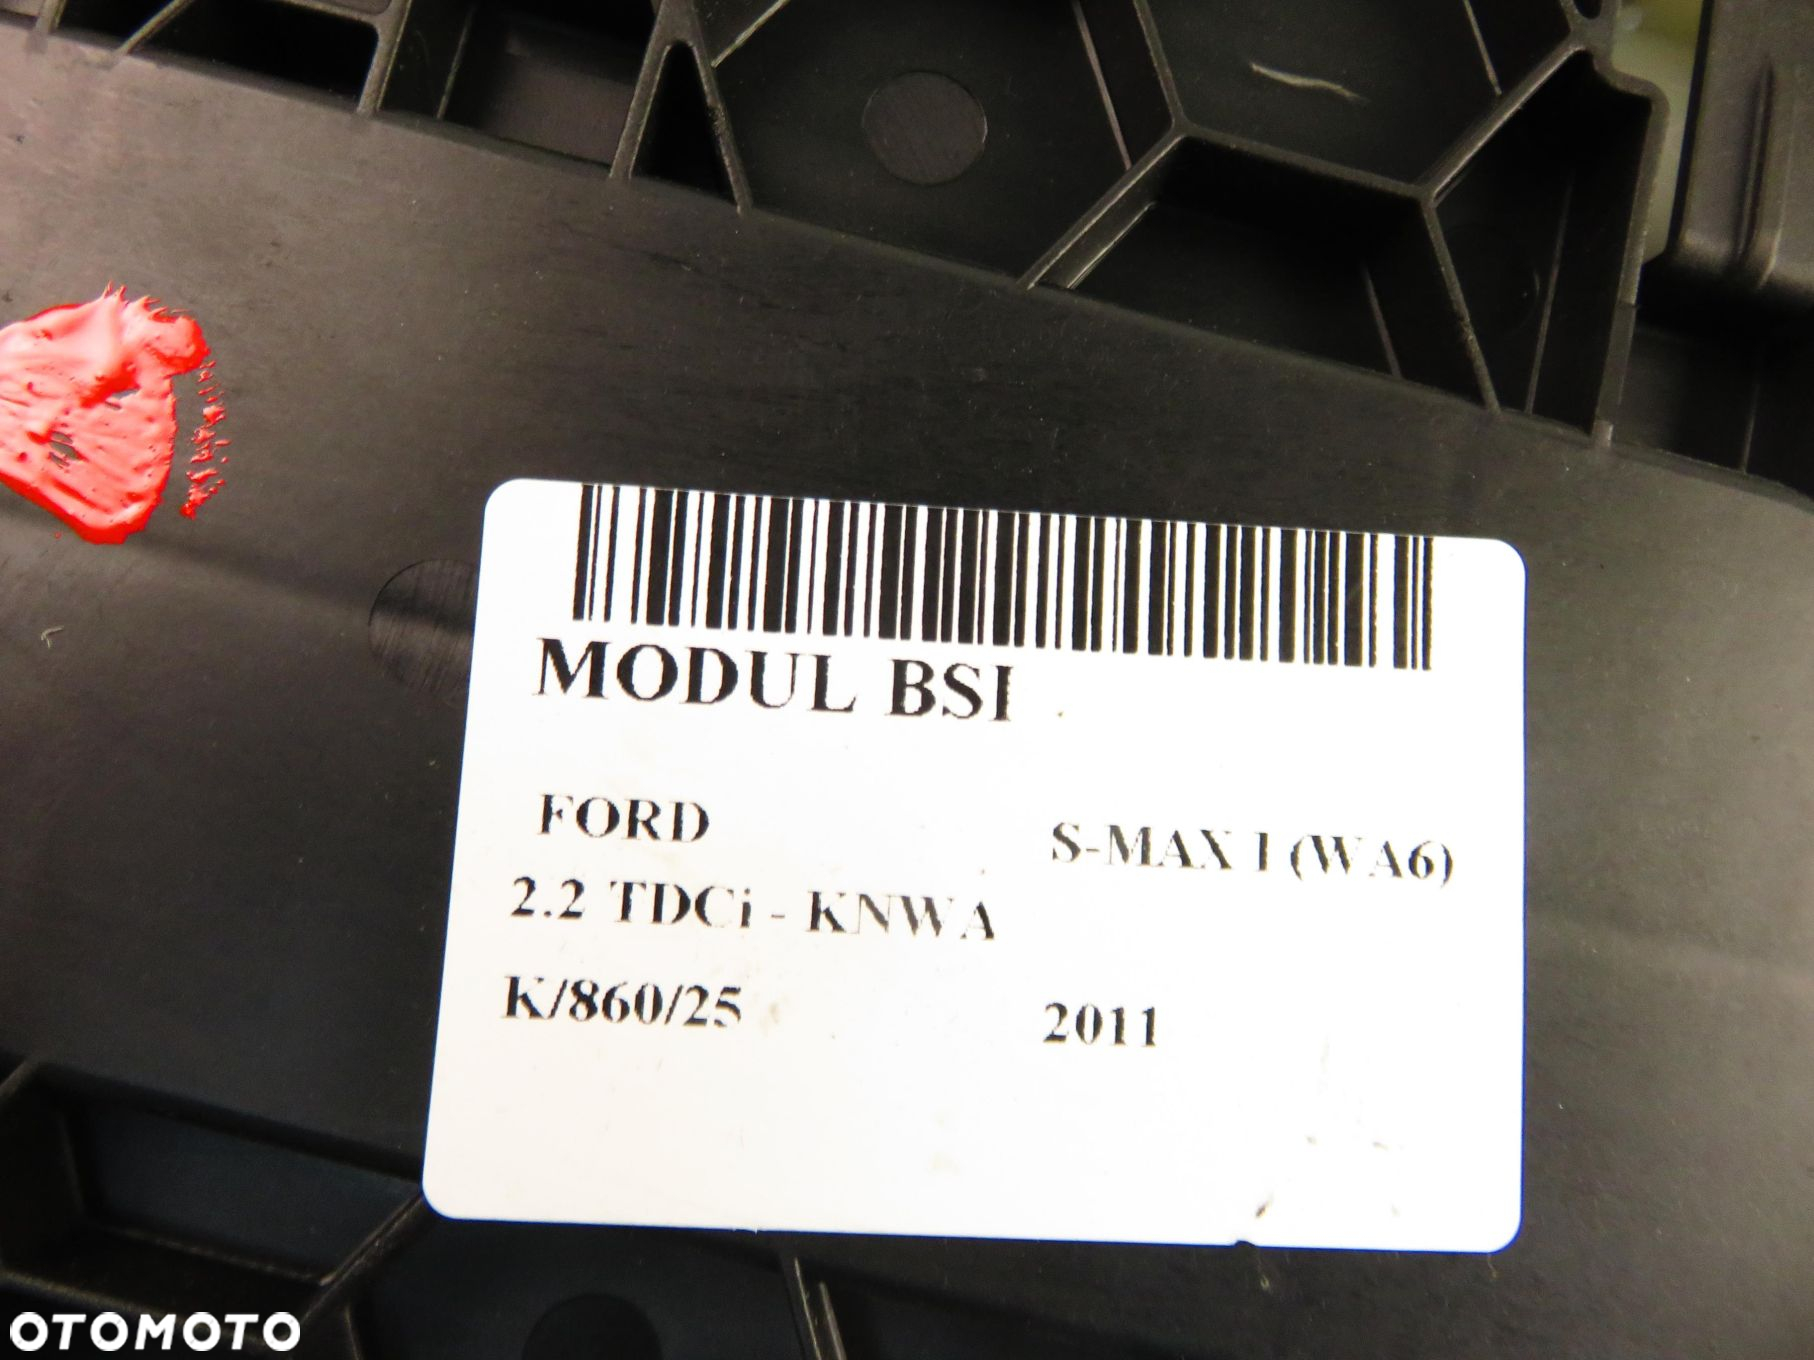 MODUL BSI
FORD S-MAX I (WA6)
2.2 TDCi - KNWA
K/860/25 2011
OTOMOTO